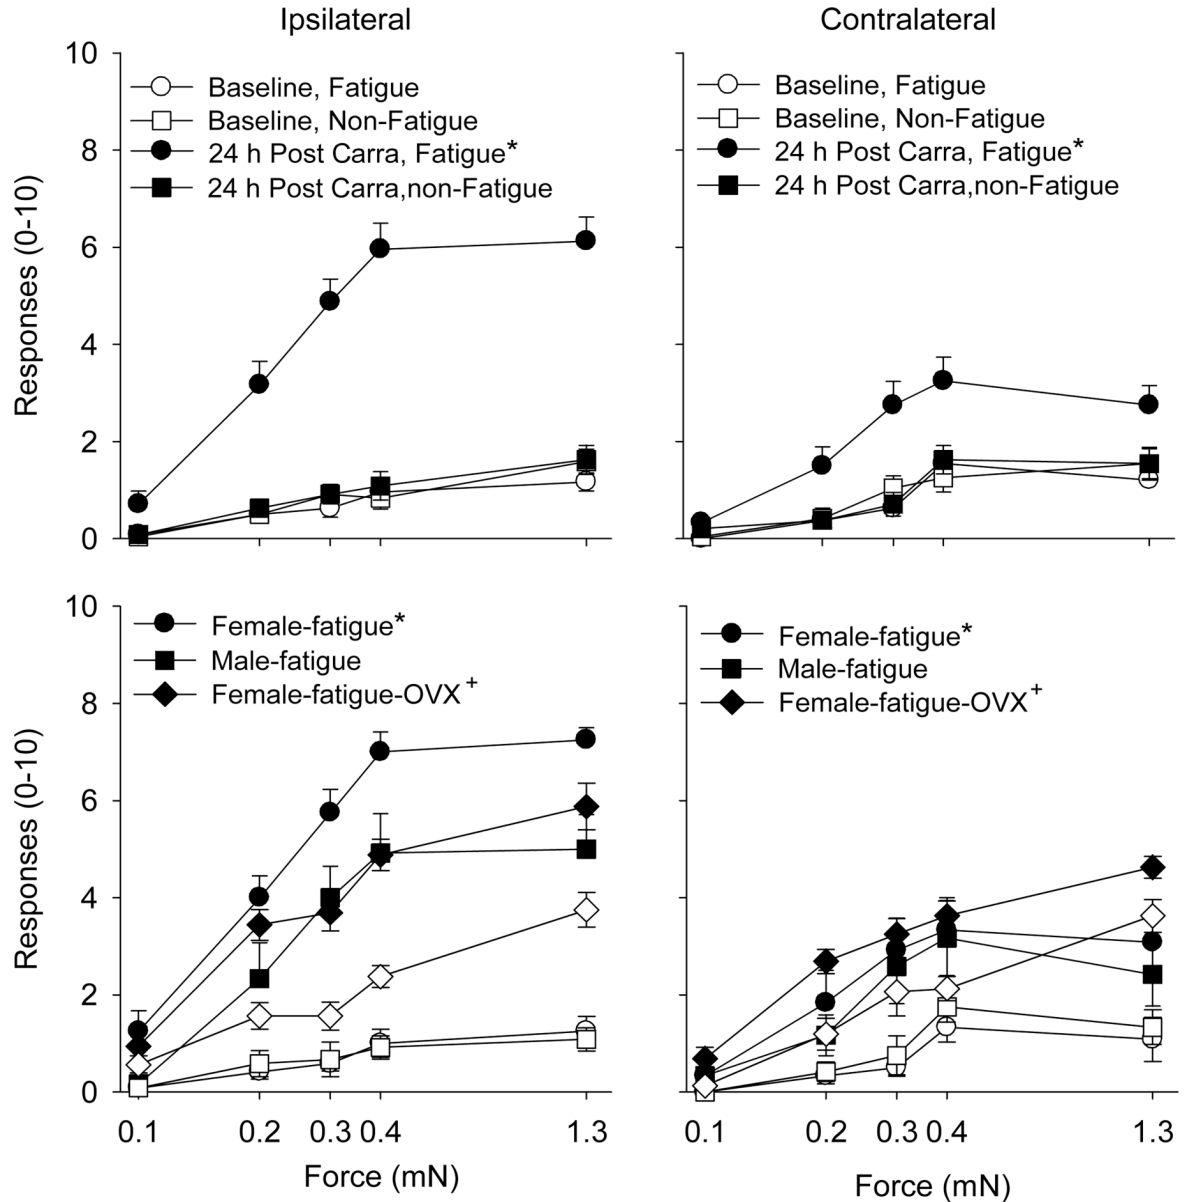 Ipsilateral
Contralateral
10
8
6
4
2
0
Responses (0-10)
Baseline, Fatigue
Baseline, Non-Fatigue
24 h Post Carra, Fatigue*
24 h Post Carra,non-Fatigue
Baseline, Fatigue
Baseline, Non-Fatigue
24 h Post Carra, Fatigue*
24 h Post Carra,non-Fatigue
10
8
6
4
2
0
Responses (0-10)
Female-fatigue*
Male-fatigue
Female-fatigue-OVX+
0.1 0.2 0.3 0.4 1.3
Force (mN)
Female-fatigue*
Male-fatigue
Female-fatigue-OVX+
0.1 0.2 0.3 0.4 1.3
Force (mN)